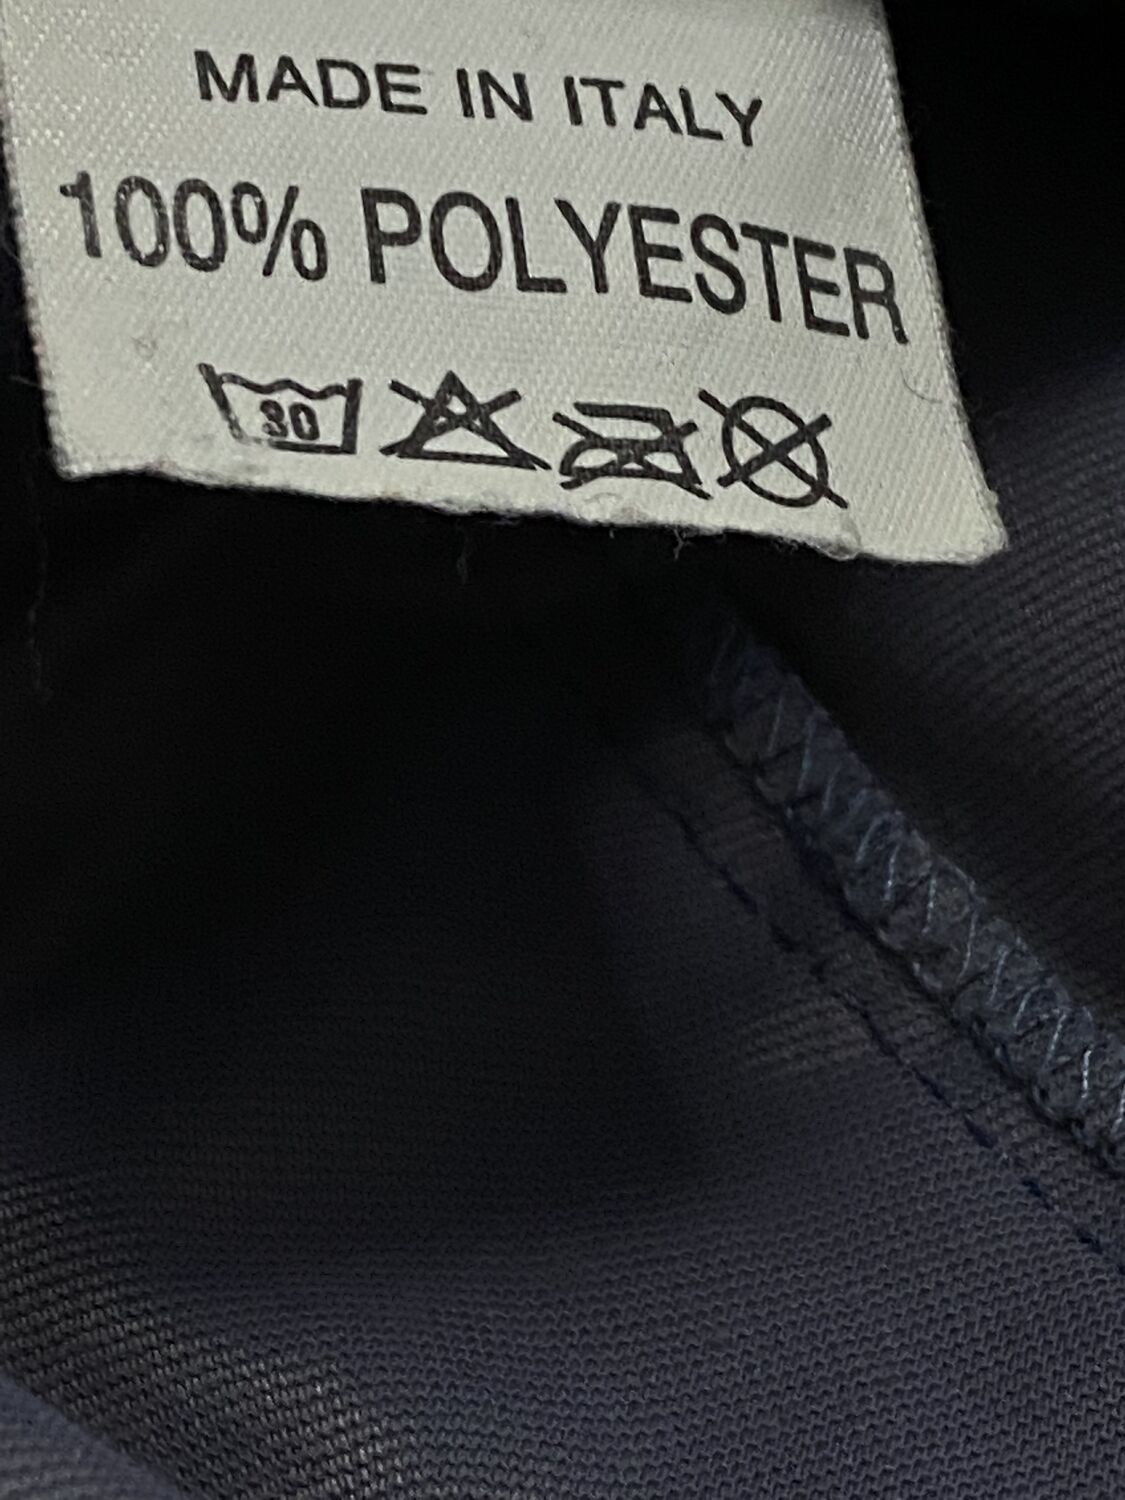 MADE IN ITALY
100% POLYESTER
30